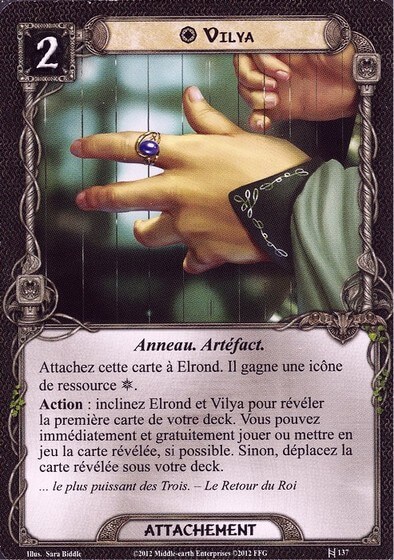 2
VILYA
Anneau. Artéfact.
Attachez cette carte à Elrond. Il gagne une icône
de ressource .
Action : inclinez Elrond et Vilya pour révéler
la première carte de votre deck. Vous pouvez
immédiatement et gratuitement jouer ou mettre en
jeu la carte révélée, si possible. Sinon, déplacez la
carte révélée sous votre deck.
... le plus puissant des Trois. – Le Retour du Roi
ATTACHEMENT
Illus. Sara Biddle ©2012 Middle-earth Enterprises ©2012 FFG 137